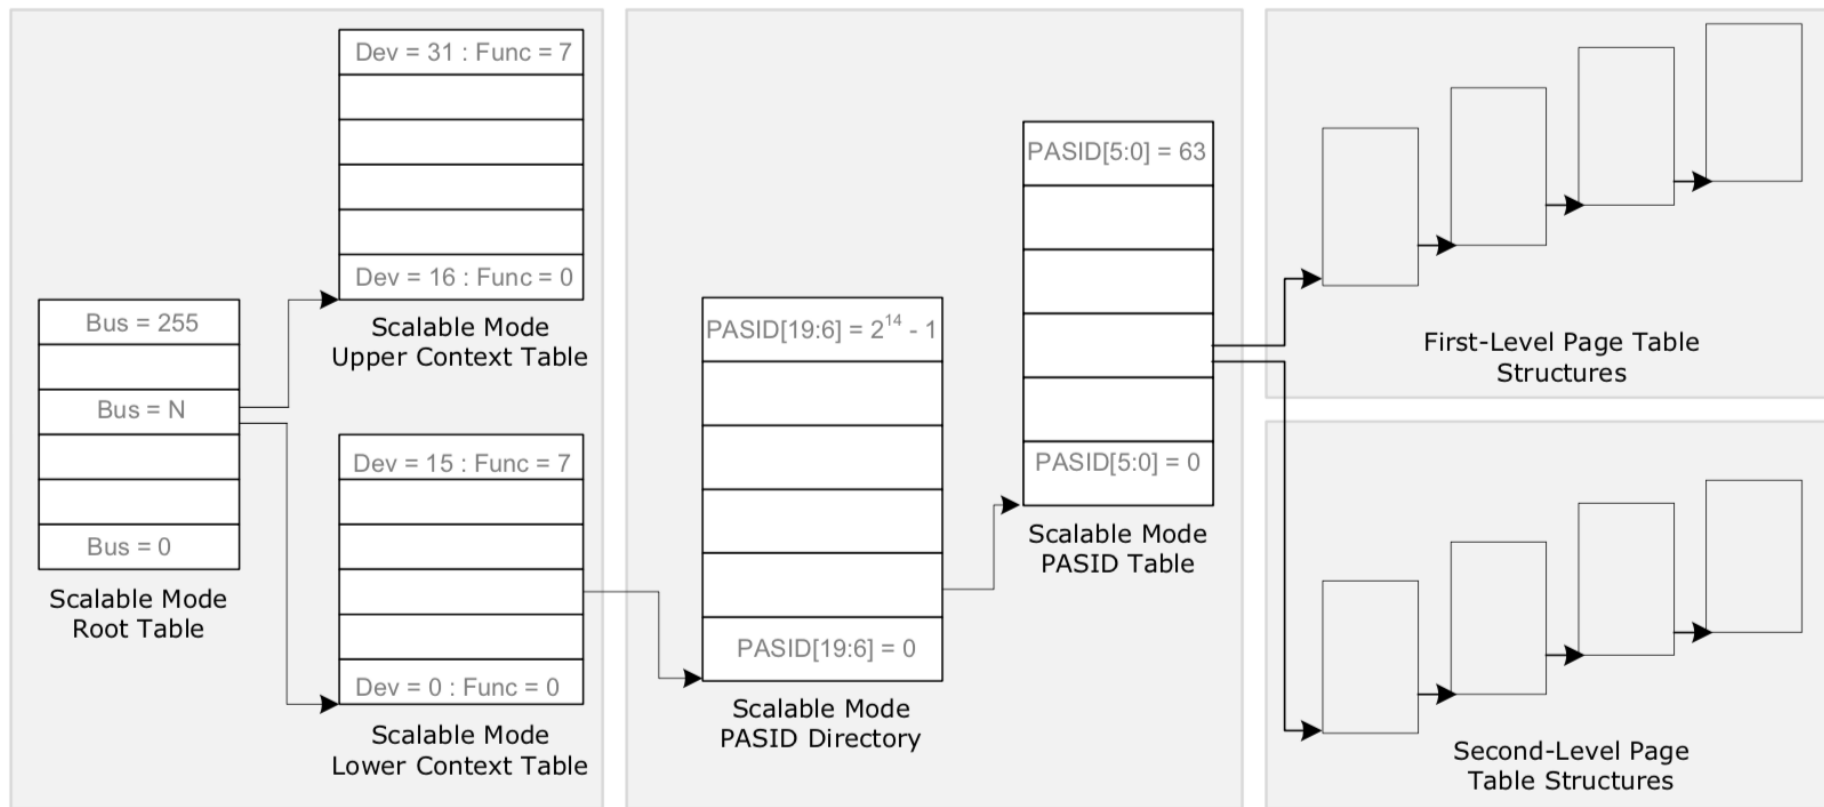 Dev = 31 : Func = 7
Dev = 16 : Func = 0
Scalable Mode
Upper Context Table
Bus = 255
Bus = N
Bus = 0
Scalable Mode
Root Table
Dev = 15 : Func = 7
Dev = 0 : Func = 0
Scalable Mode
Lower Context Table
PASID[19:6] = 2¹⁴ - 1
PASID[19:6] = 0
Scalable Mode
PASID Directory
PASID[5:0] = 63
PASID[5:0] = 0
Scalable Mode
PASID Table
First-Level Page Table
Structures
Second-Level Page
Table Structures